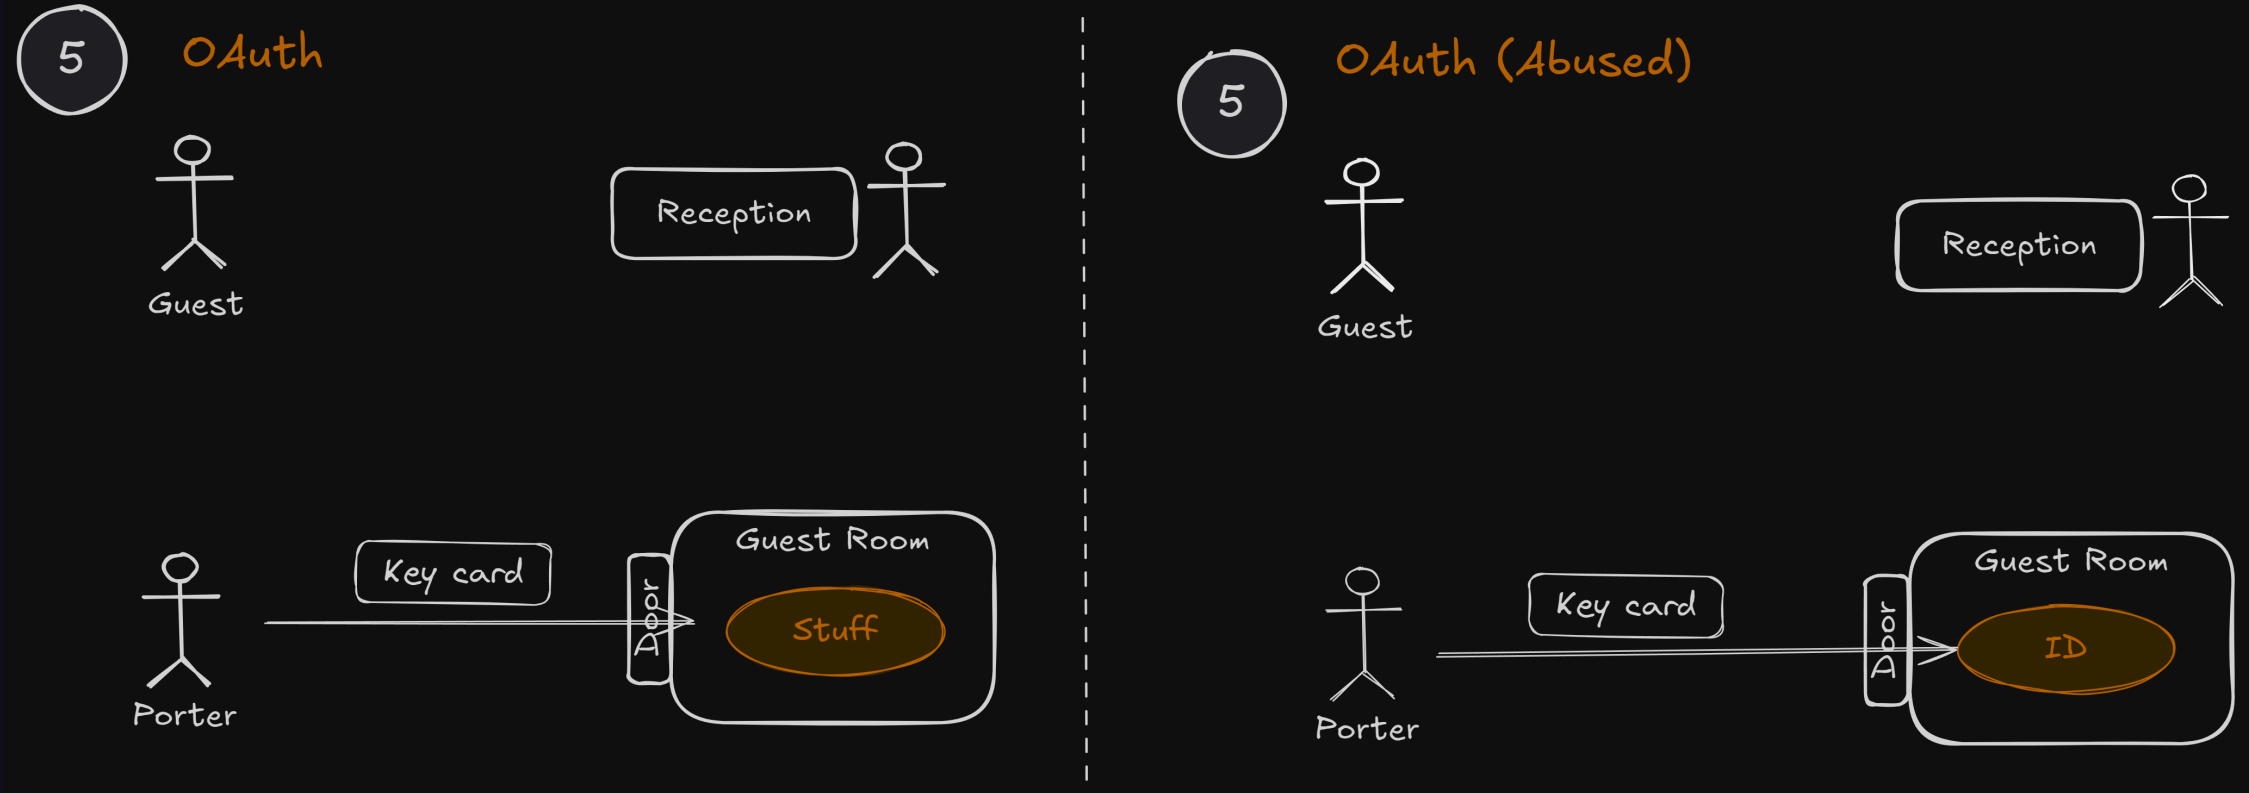 5
OAuth
Reception
Guest
Guest Room
Key card
Door
Stuff
Porter
5
OAuth (Abused)
Reception
Guest
Guest Room
Key card
Door
ID
Porter